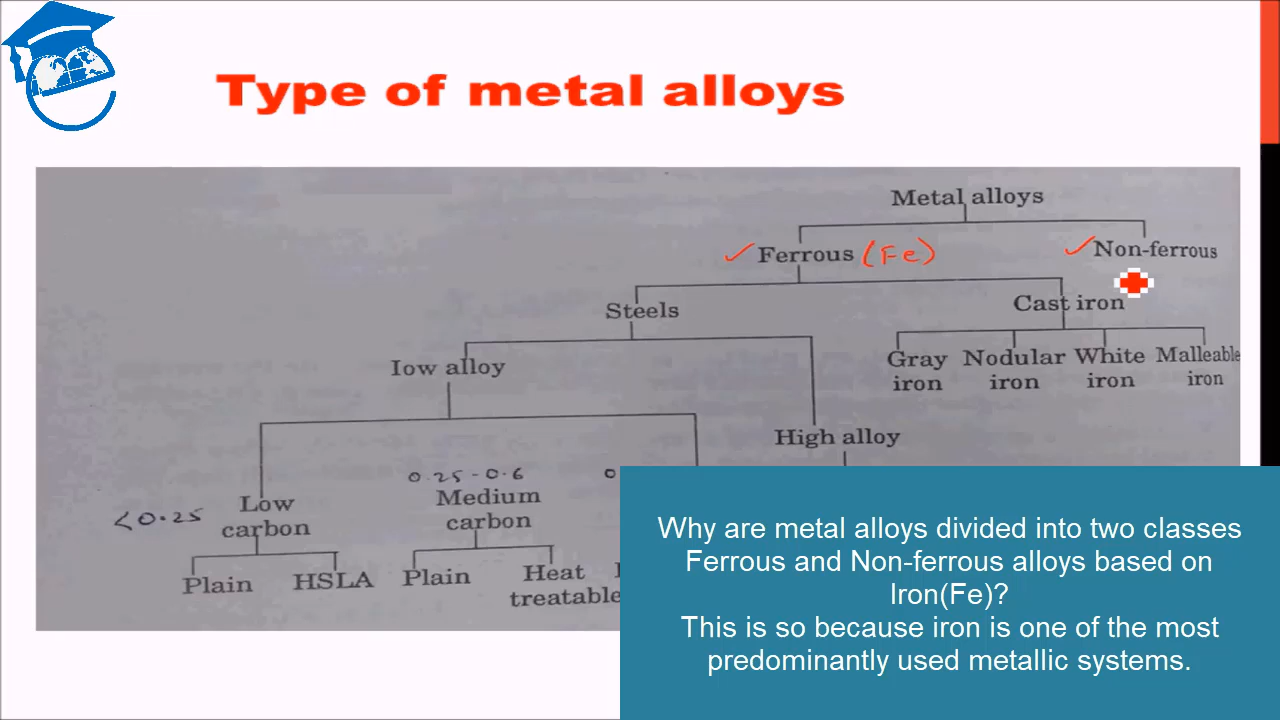 Type of metal alloys
Metal alloys
Ferrous (Fe)
Non-ferrous
Steels
Cast iron
Gray iron
Nodular iron
White iron
Malleable iron
Iow alloy
High alloy
<0.25
Low carbon
0.25-0.6
Medium carbon
0
Plain
HSLA
Plain
Heat treatable
Why are metal alloys divided into two classes
Ferrous and Non-ferrous alloys based on
Iron(Fe)?
This is so because iron is one of the most
predominantly used metallic systems.